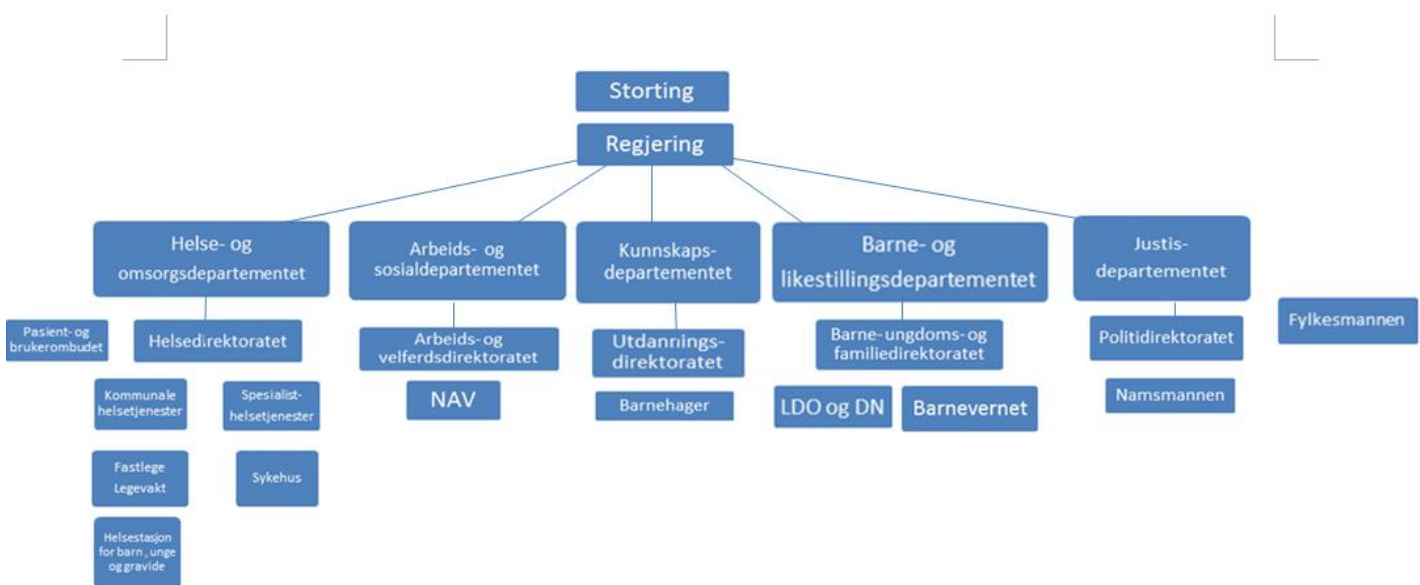 Storting
Regjering
Helse- og
omsorgsdepartementet
Arbeids- og
sosialdepartementet
Kunnskaps-
departementet
Barne- og
likestillingsdepartementet
Justis-
departementet
Pasient- og
brukerombudet
Helsedirektoratet
Arbeids- og
velferdsdirektoratet
Utdannings-
direktoratet
Barne-ungdoms- og
familiedirektoratet
Politidirektoratet
Fylkesmannen
Kommunale
helsetjenester
Spesialist-
helsetjenester
NAV
Barnehager
LDO og DN
Barnevernet
Namsmannen
Fastlege
Legevakt
Sykehus
Helsestasjon
for barn , unge
og gravide